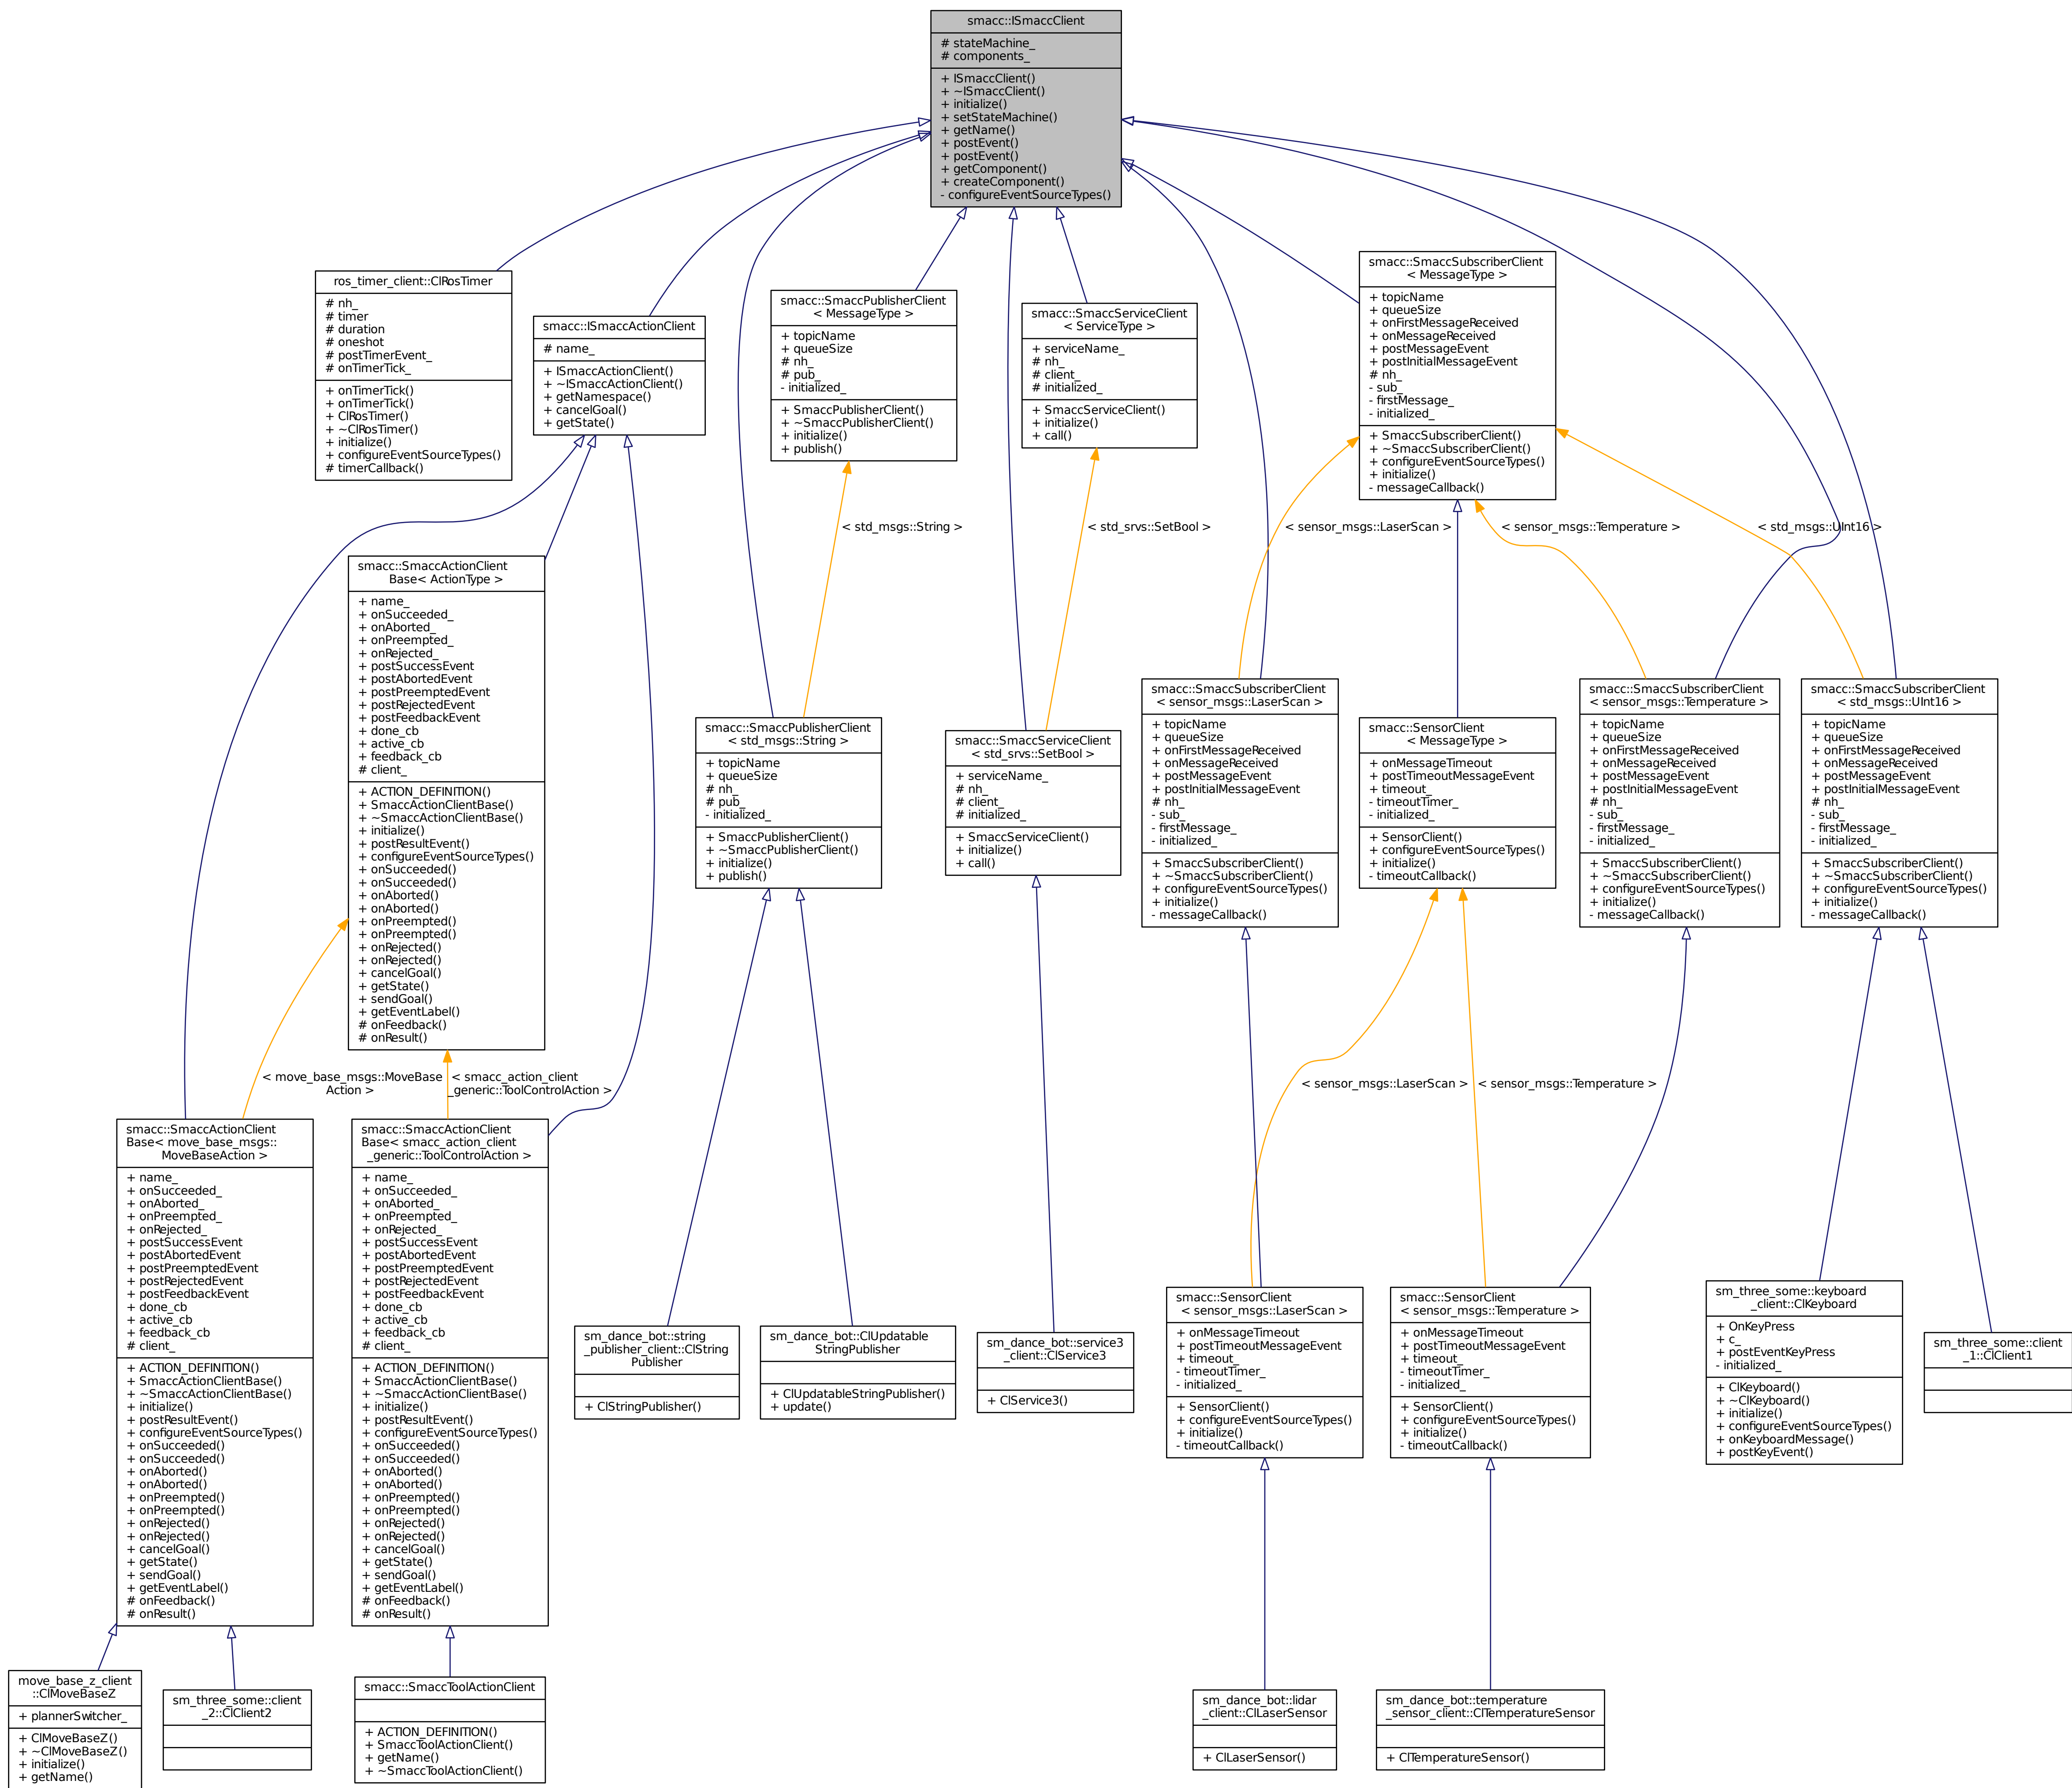 smacc::ISmaccClient
# stateMachine_
# components_
+ ISmaccClient()
+ ~ISmaccClient()
+ initialize()
+ setStateMachine()
+ getName()
+ postEvent()
+ postEvent()
+ getComponent()
+ createComponent()
- configureEventSourceTypes()
ros_timer_client::ClRosTimer
# nh_
# timer
# duration
# oneshot
# postTimerEvent_
# onTimerTick_
+ onTimerTick()
+ onTimerTick()
+ ClRosTimer()
+ ~ClRosTimer()
+ initialize()
+ configureEventSourceTypes()
# timerCallback()
smacc::ISmaccActionClient
# name_
+ ISmaccActionClient()
+ ~ISmaccActionClient()
+ getNamespace()
+ cancelGoal()
+ getState()
smacc::SmaccPublisherClient
< MessageType >
+ topicName
+ queueSize
# nh_
# pub_
- initialized_
+ SmaccPublisherClient()
+ ~SmaccPublisherClient()
+ initialize()
+ publish()
smacc::SmaccServiceClient
< ServiceType >
+ serviceName_
# nh_
# client_
# initialized_
+ SmaccServiceClient()
+ initialize()
+ call()
smacc::SmaccSubscriberClient
< MessageType >
+ topicName
+ queueSize
+ onFirstMessageReceived
+ onMessageReceived
+ postMessageEvent
+ postInitialMessageEvent
# nh_
- sub_
- firstMessage_
- initialized_
+ SmaccSubscriberClient()
+ ~SmaccSubscriberClient()
+ configureEventSourceTypes()
+ initialize()
- messageCallback()
< std_msgs::String >
< std_srvs::SetBool >
< sensor_msgs::LaserScan >
< sensor_msgs::Temperature >
< std_msgs::UInt16 >
smacc::SmaccActionClient
Base< ActionType >
+ name_
+ onSucceeded_
+ onAborted_
+ onPreempted_
+ onRejected_
+ postSuccessEvent
+ postAbortedEvent
+ postPreemptedEvent
+ postRejectedEvent
+ postFeedbackEvent
+ done_cb
+ active_cb
+ feedback_cb
# client_
+ ACTION_DEFINITION()
+ SmaccActionClientBase()
+ ~SmaccActionClientBase()
+ initialize()
+ postResultEvent()
+ configureEventSourceTypes()
+ onSucceeded()
+ onSucceeded()
+ onAborted()
+ onAborted()
+ onPreempted()
+ onPreempted()
+ onRejected()
+ onRejected()
+ cancelGoal()
+ getState()
+ sendGoal()
+ getEventLabel()
# onFeedback()
# onResult()
smacc::SmaccPublisherClient
< std_msgs::String >
+ topicName
+ queueSize
# nh_
# pub_
- initialized_
+ SmaccPublisherClient()
+ ~SmaccPublisherClient()
+ initialize()
+ publish()
smacc::SmaccServiceClient
< std_srvs::SetBool >
+ serviceName_
# nh_
# client_
# initialized_
+ SmaccServiceClient()
+ initialize()
+ call()
smacc::SmaccSubscriberClient
< sensor_msgs::LaserScan >
+ topicName
+ queueSize
+ onFirstMessageReceived
+ onMessageReceived
+ postMessageEvent
+ postInitialMessageEvent
# nh_
- sub_
- firstMessage_
- initialized_
+ SmaccSubscriberClient()
+ ~SmaccSubscriberClient()
+ configureEventSourceTypes()
+ initialize()
- messageCallback()
smacc::SensorClient
< MessageType >
+ onMessageTimeout
+ postTimeoutMessageEvent
+ timeout_
- timeoutTimer_
- initialized_
+ SensorClient()
+ configureEventSourceTypes()
+ initialize()
- timeoutCallback()
smacc::SmaccSubscriberClient
< sensor_msgs::Temperature >
+ topicName
+ queueSize
+ onFirstMessageReceived
+ onMessageReceived
+ postMessageEvent
+ postInitialMessageEvent
# nh_
- sub_
- firstMessage_
- initialized_
+ SmaccSubscriberClient()
+ ~SmaccSubscriberClient()
+ configureEventSourceTypes()
+ initialize()
- messageCallback()
smacc::SmaccSubscriberClient
< std_msgs::UInt16 >
+ topicName
+ queueSize
+ onFirstMessageReceived
+ onMessageReceived
+ postMessageEvent
+ postInitialMessageEvent
# nh_
- sub_
- firstMessage_
- initialized_
+ SmaccSubscriberClient()
+ ~SmaccSubscriberClient()
+ configureEventSourceTypes()
+ initialize()
- messageCallback()
< move_base_msgs::MoveBase
Action >
< smacc_action_client
_generic::ToolControlAction >
< sensor_msgs::LaserScan >
< sensor_msgs::Temperature >
smacc::SmaccActionClient
Base< move_base_msgs::
MoveBaseAction >
+ name_
+ onSucceeded_
+ onAborted_
+ onPreempted_
+ onRejected_
+ postSuccessEvent
+ postAbortedEvent
+ postPreemptedEvent
+ postRejectedEvent
+ postFeedbackEvent
+ done_cb
+ active_cb
+ feedback_cb
# client_
+ ACTION_DEFINITION()
+ SmaccActionClientBase()
+ ~SmaccActionClientBase()
+ initialize()
+ postResultEvent()
+ configureEventSourceTypes()
+ onSucceeded()
+ onSucceeded()
+ onAborted()
+ onAborted()
+ onPreempted()
+ onPreempted()
+ onRejected()
+ onRejected()
+ cancelGoal()
+ getState()
+ sendGoal()
+ getEventLabel()
# onFeedback()
# onResult()
smacc::SmaccActionClient
Base< smacc_action_client
_generic::ToolControlAction >
+ name_
+ onSucceeded_
+ onAborted_
+ onPreempted_
+ onRejected_
+ postSuccessEvent
+ postAbortedEvent
+ postPreemptedEvent
+ postRejectedEvent
+ postFeedbackEvent
+ done_cb
+ active_cb
+ feedback_cb
# client_
+ ACTION_DEFINITION()
+ SmaccActionClientBase()
+ ~SmaccActionClientBase()
+ initialize()
+ postResultEvent()
+ configureEventSourceTypes()
+ onSucceeded()
+ onSucceeded()
+ onAborted()
+ onAborted()
+ onPreempted()
+ onPreempted()
+ onRejected()
+ onRejected()
+ cancelGoal()
+ getState()
+ sendGoal()
+ getEventLabel()
# onFeedback()
# onResult()
sm_dance_bot::string
_publisher_client::ClString
Publisher
+ ClStringPublisher()
sm_dance_bot::ClUpdatable
StringPublisher
+ ClUpdatableStringPublisher()
+ update()
sm_dance_bot::service3
_client::ClService3
+ ClService3()
smacc::SensorClient
< sensor_msgs::LaserScan >
+ onMessageTimeout
+ postTimeoutMessageEvent
+ timeout_
- timeoutTimer_
- initialized_
+ SensorClient()
+ configureEventSourceTypes()
+ initialize()
- timeoutCallback()
smacc::SensorClient
< sensor_msgs::Temperature >
+ onMessageTimeout
+ postTimeoutMessageEvent
+ timeout_
- timeoutTimer_
- initialized_
+ SensorClient()
+ configureEventSourceTypes()
+ initialize()
- timeoutCallback()
sm_three_some::keyboard
_client::ClKeyboard
+ OnKeyPress
+ c_
+ postEventKeyPress
- initialized_
+ ClKeyboard()
+ ~ClKeyboard()
+ initialize()
+ configureEventSourceTypes()
+ onKeyboardMessage()
+ postKeyEvent()
sm_three_some::client
_1::ClClient1
move_base_z_client
::ClMoveBaseZ
+ plannerSwitcher_
+ ClMoveBaseZ()
+ ~ClMoveBaseZ()
+ initialize()
+ getName()
sm_three_some::client
_2::ClClient2
smacc::SmaccToolActionClient
+ ACTION_DEFINITION()
+ SmaccToolActionClient()
+ getName()
+ ~SmaccToolActionClient()
sm_dance_bot::lidar
_client::ClLaserSensor
+ ClLaserSensor()
sm_dance_bot::temperature
_sensor_client::ClTemperatureSensor
+ ClTemperatureSensor()